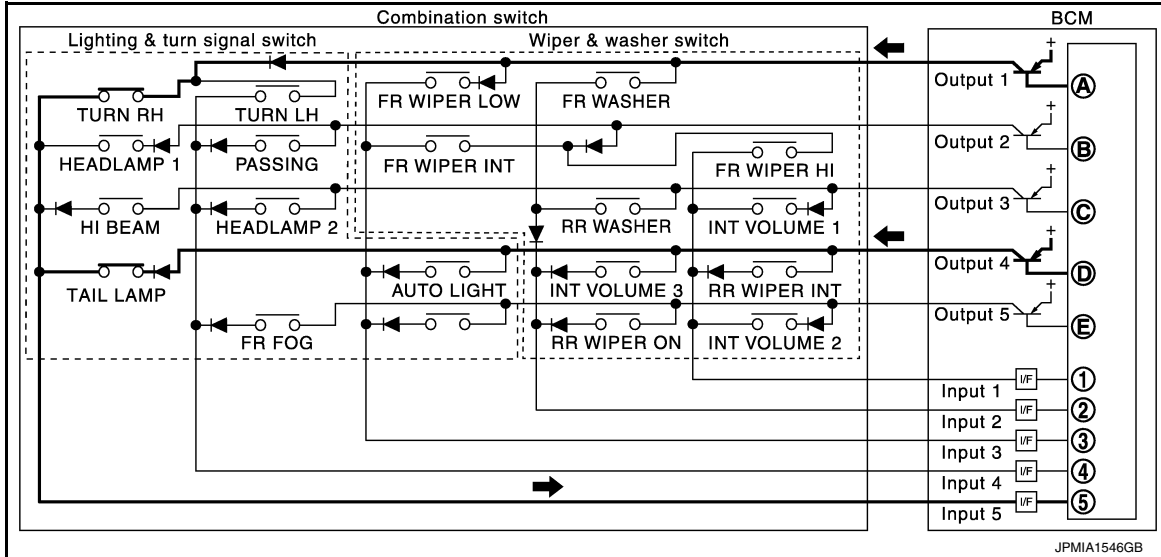 Combination switch
BCM
Lighting & turn signal switch
Wiper & washer switch
+
Output 1
A
TURN RH
TURN LH
FR WIPER LOW
FR WASHER
+
Output 2
B
HEADLAMP 1
PASSING
FR WIPER INT
FR WIPER HI
+
Output 3
C
HI BEAM
HEADLAMP 2
RR WASHER
INT VOLUME 1
+
Output 4
D
TAIL LAMP
AUTO LIGHT
INT VOLUME 3
RR WIPER INT
+
Output 5
E
FR FOG
RR WIPER ON
INT VOLUME 2
Input 1
I/F
1
Input 2
I/F
2
Input 3
I/F
3
Input 4
I/F
4
Input 5
I/F
5
JPMIA1546GB